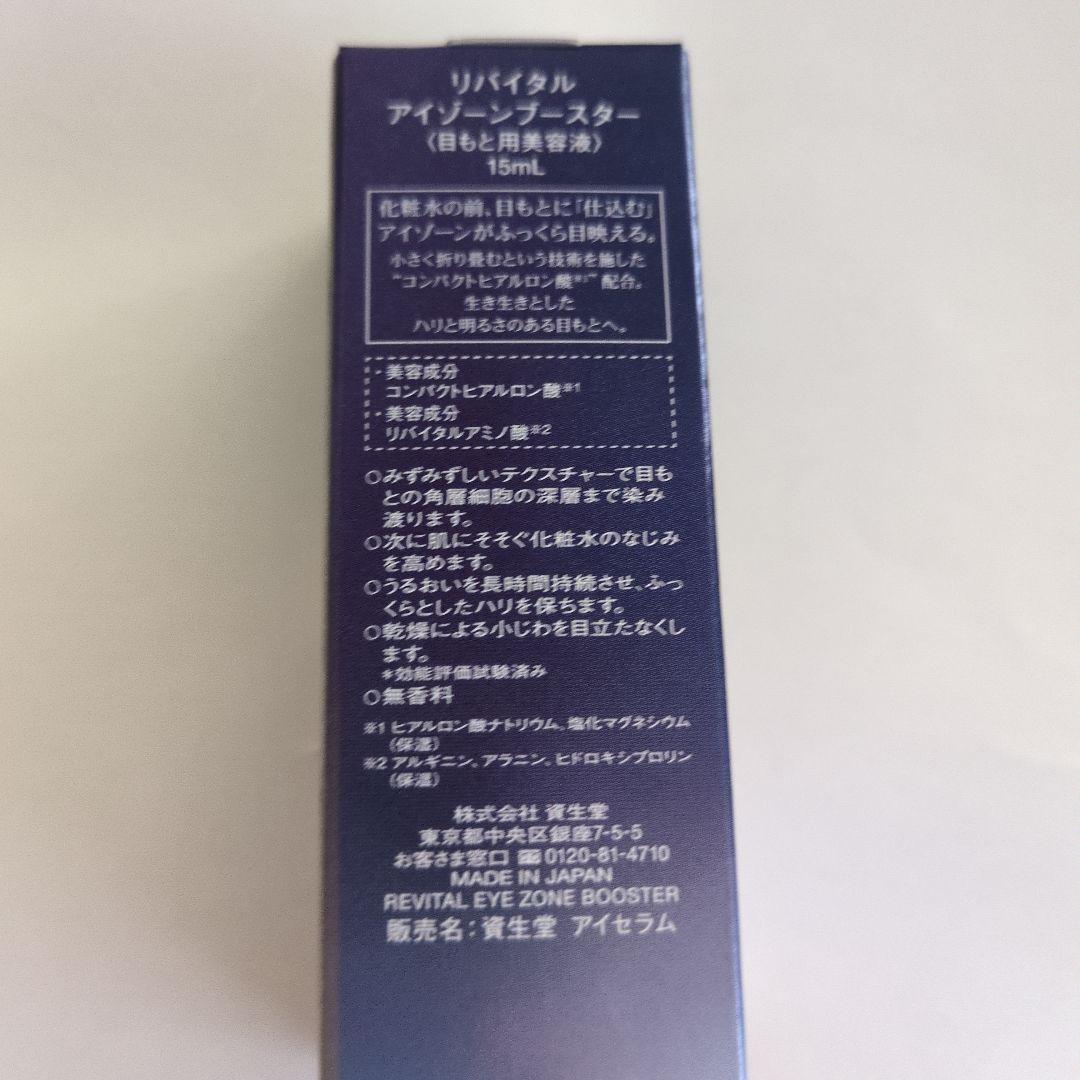 リバイタル
アイゾーンブースター
〈目もと用美容液〉
15mL
化粧水の前、目もとに「仕込む」
アイゾーンがふっくら目映える。
小さく折り畳むという技術を施した
“コンパクトヒアルロン酸※1” 配合。
生き生きとした
ハリと明るさのある目もとへ。
・美容成分
コンパクトヒアルロン酸※1
・美容成分
リバイタルアミノ酸※2
○みずみずしいテクスチャーで目も
との角層細胞の深層まで染み
渡ります。
○次に肌にそそぐ化粧水のなじみ
を高めます。
○うるおいを長時間持続させ、ふっ
くらとしたハリを保ちます。
○乾燥による小じわを目立たなくし
ます。
*効能評価試験済み
○無香料
※1 ヒアルロン酸ナトリウム、塩化マグネシウム
(保湿)
※2 アルギニン、アラニン、ヒドロキシプロリン
(保湿)
株式会社 資生堂
東京都中央区銀座7-5-5
お客さま窓口 0120-81-4710
MADE IN JAPAN
REVITAL EYE ZONE BOOSTER
販売名：資生堂 アイセラム